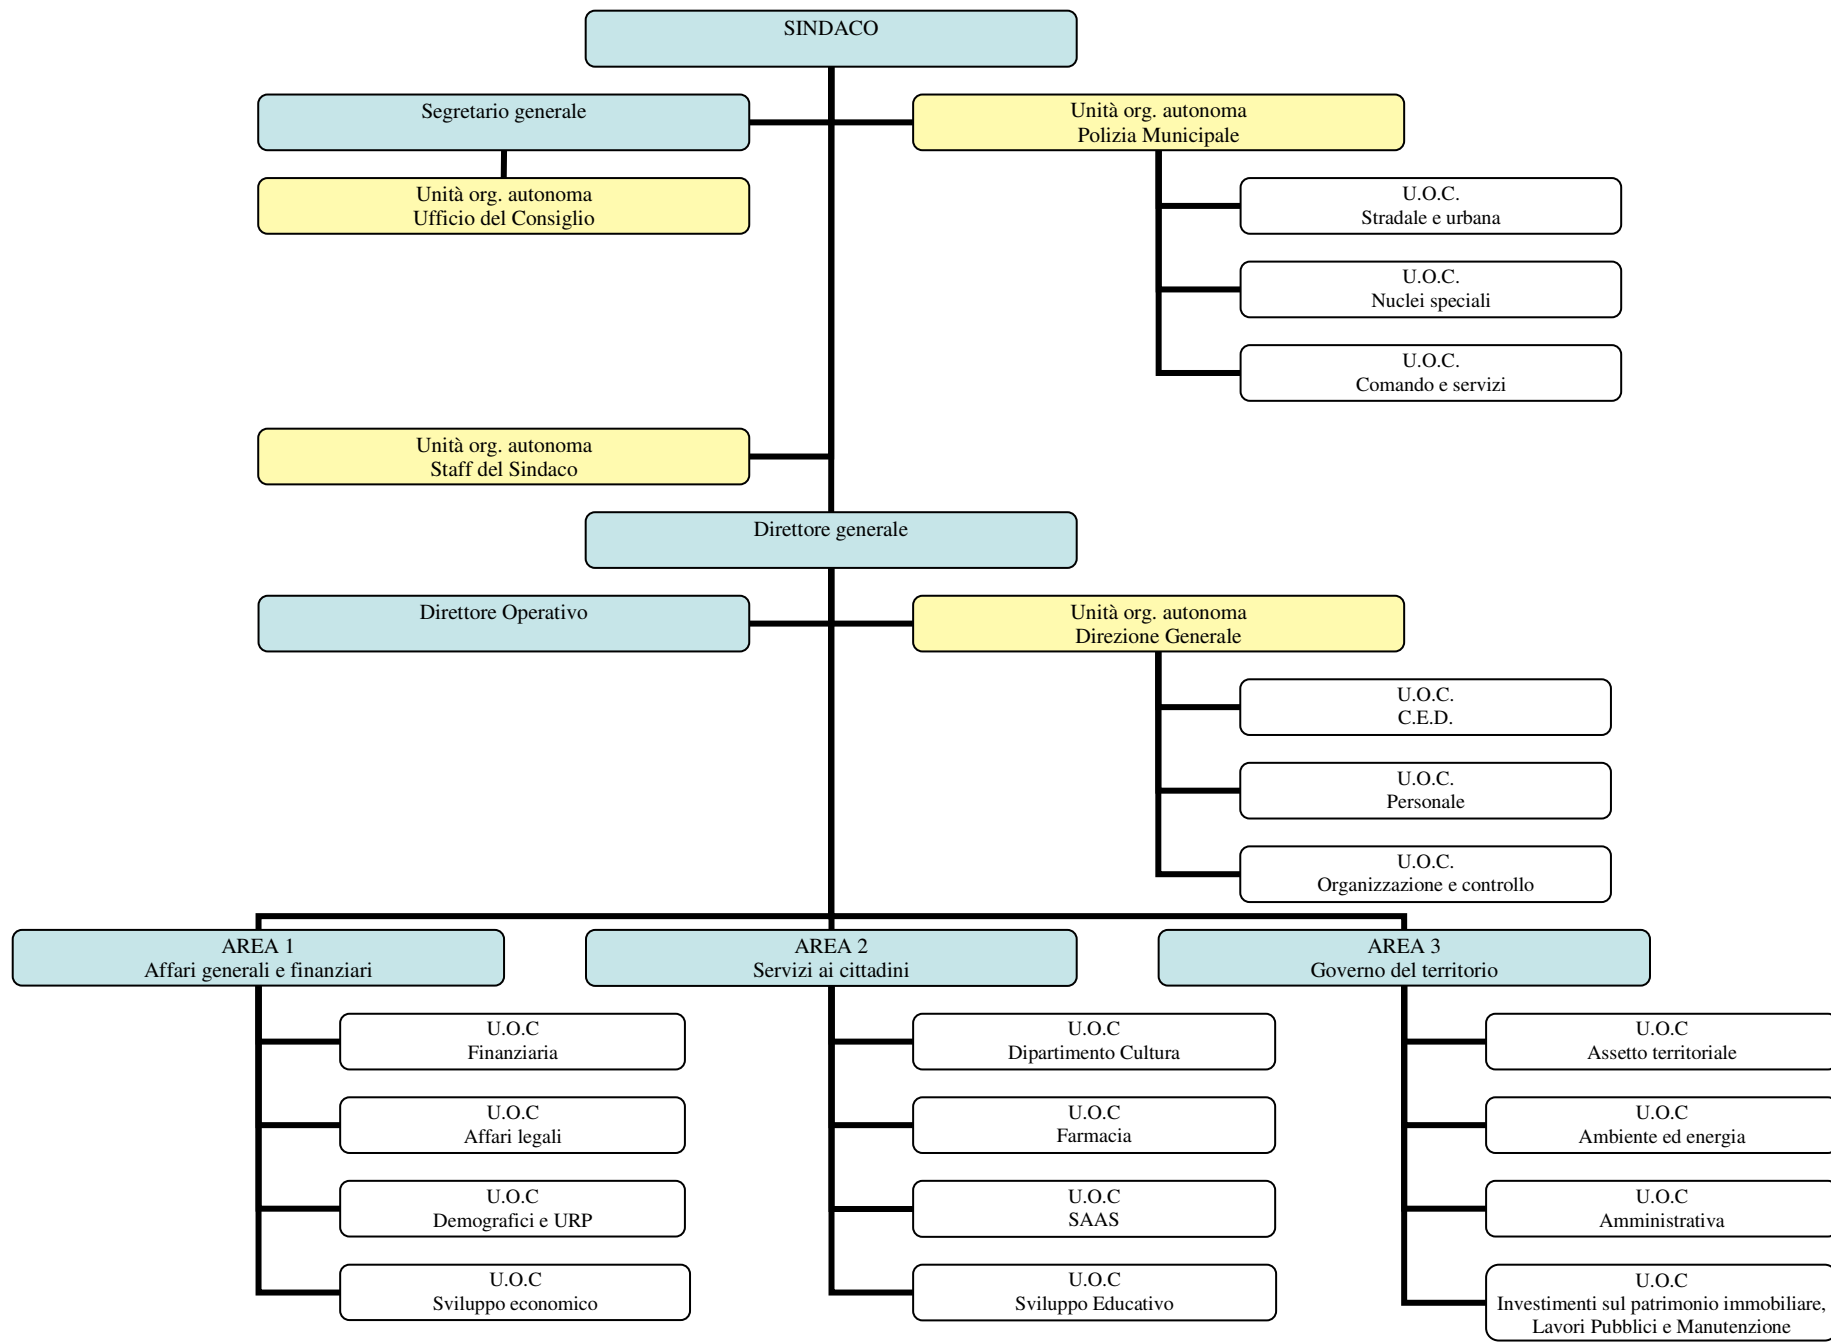 SINDACO
Segretario generale
Unità org. autonoma
Polizia Municipale
Unità org. autonoma
Ufficio del Consiglio
U.O.C.
Stradale e urbana
U.O.C.
Nuclei speciali
U.O.C.
Comando e servizi
Unità org. autonoma
Staff del Sindaco
Direttore generale
Direttore Operativo
Unità org. autonoma
Direzione Generale
U.O.C.
C.E.D.
U.O.C.
Personale
U.O.C.
Organizzazione e controllo
AREA 1
Affari generali e finanziari
U.O.C
Finanziaria
U.O.C
Affari legali
U.O.C
Demografici e URP
U.O.C
Sviluppo economico
AREA 2
Servizi ai cittadini
U.O.C
Dipartimento Cultura
U.O.C
Farmacia
U.O.C
SAAS
U.O.C
Sviluppo Educativo
AREA 3
Governo del territorio
U.O.C
Assetto territoriale
U.O.C
Ambiente ed energia
U.O.C
Amministrativa
U.O.C
Investimenti sul patrimonio immobiliare,
Lavori Pubblici e Manutenzione